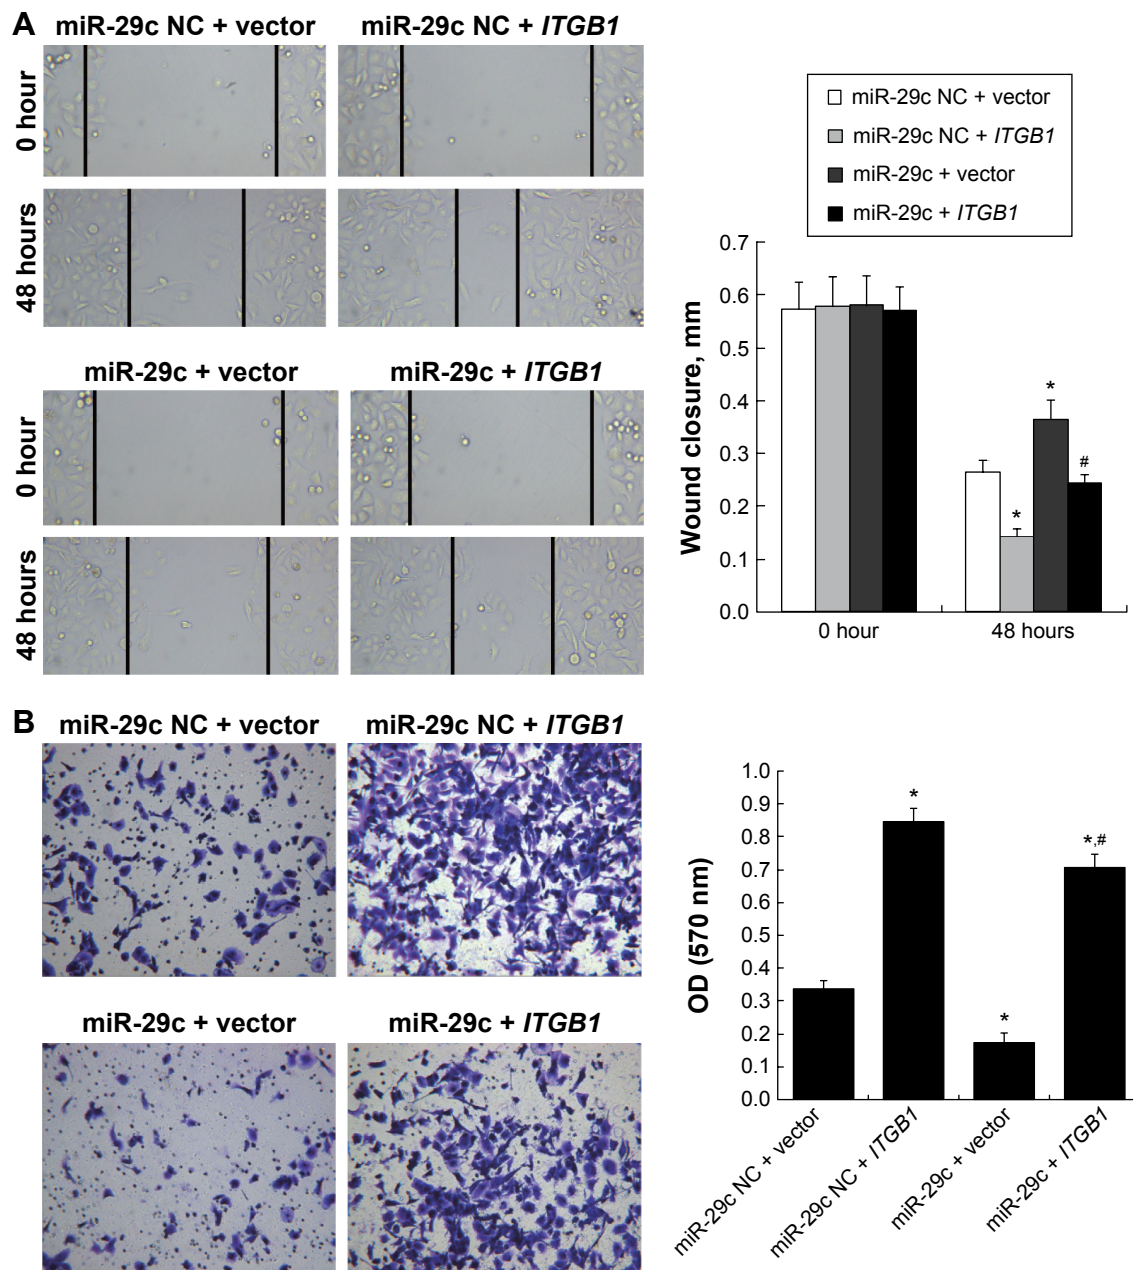 A
miR-29c NC + vector
miR-29c NC + ITGB1
0 hour
48 hours
miR-29c + vector
miR-29c + ITGB1
0 hour
48 hours
miR-29c NC + vector
miR-29c NC + ITGB1
miR-29c + vector
miR-29c + ITGB1
Wound closure, mm
0.7
0.6
0.5
0.4
0.3
0.2
0.1
0.0
*
*
#
0 hour
48 hours
B
miR-29c NC + vector
miR-29c NC + ITGB1
miR-29c + vector
miR-29c + ITGB1
OD (570 nm)
1.0
0.9
0.8
0.7
0.6
0.5
0.4
0.3
0.2
0.1
0.0
*
*
*,#
miR-29c NC + vector
miR-29c NC + ITGB1
miR-29c + vector
miR-29c + ITGB1